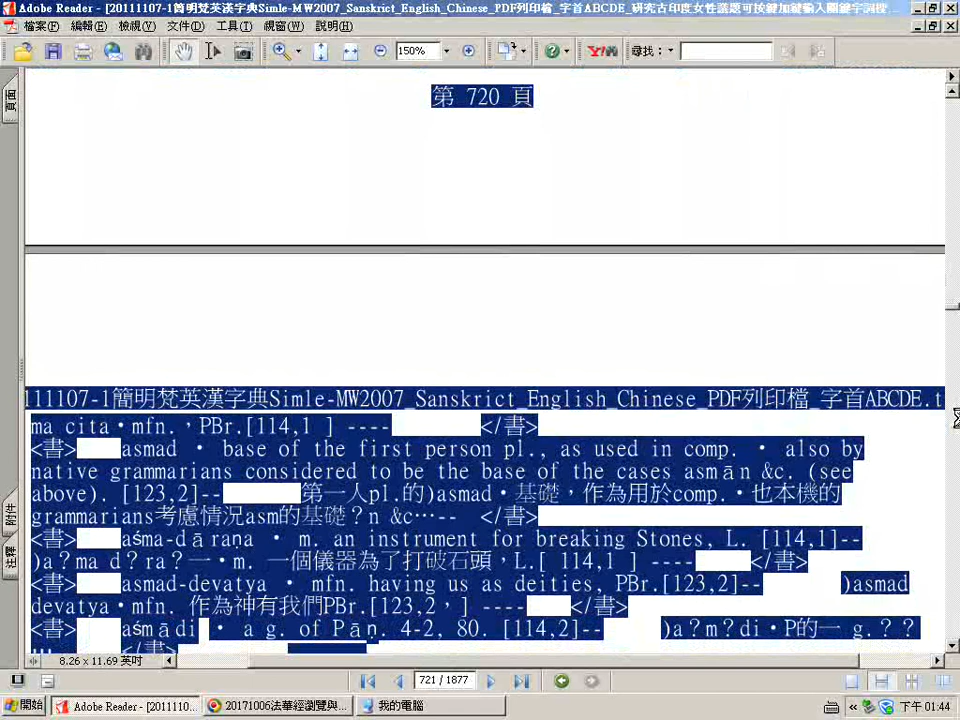 Adobe Reader - [20111107-1簡明梵英漢字典Simle-MW2007_Sanskrict_English_Chinese_PDF列印檔_字首ABCDE_研究古印度女性議題可按鍵輸入關鍵字詞搜
檔案(F) 編輯(E) 檢視(V) 文件(D) 工具(T) 視窗(W) 說明(H)
150% Y! 尋找:
頁面
第 720 頁
111107-1簡明梵英漢字典Simle-MW2007_Sanskrict_English_Chinese_PDF列印檔_字首ABCDE.t
ma cita‧mfn.，PBr.[114,1 ] ---- </書>
<書> asmad ‧ base of the first person pl., as used in comp. ‧ also by
native grammarians considered to be the base of the cases asmān &c. (see
above). [123,2]-- 第一人pl.的)asmad‧基礎，作為用於comp.‧也本機的
grammarians考慮情況asm的基礎？n &c…-- </書>
<書> aśma-dāraṇa ‧ m. an instrument for breaking Stones, L. [114,1]--
)a？ma d？ra？一‧m. 一個儀器為了打破石頭，L.[ 114,1 ] ---- </書>
<書> asmad-devatya ‧ mfn. having us as deities, PBr.[123,2]-- )asmad
devatya‧mfn. 作為神有我們PBr.[123,2，] ---- </書>
<書> aśmādi ‧ a g. of Pāṇ. 4-2, 80. [114,2]-- )a？m？di‧P的一 g.？？
附件
注釋
8.26 x 11.69 英吋
721 / 1877
開始 Adobe Reader - [2011110... 20171006法華經瀏覽與... 我的電腦 下午 01:44